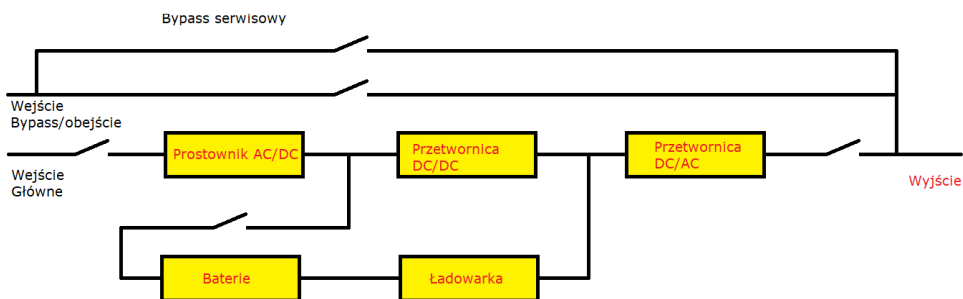 Bypass serwisowy
Wejście
Bypass/obejście
Prostownik AC/DC
Przetwornica
DC/DC
Przetwornica
DC/AC
Wejście
Główne
Wyjście
Baterie
Ładowarka